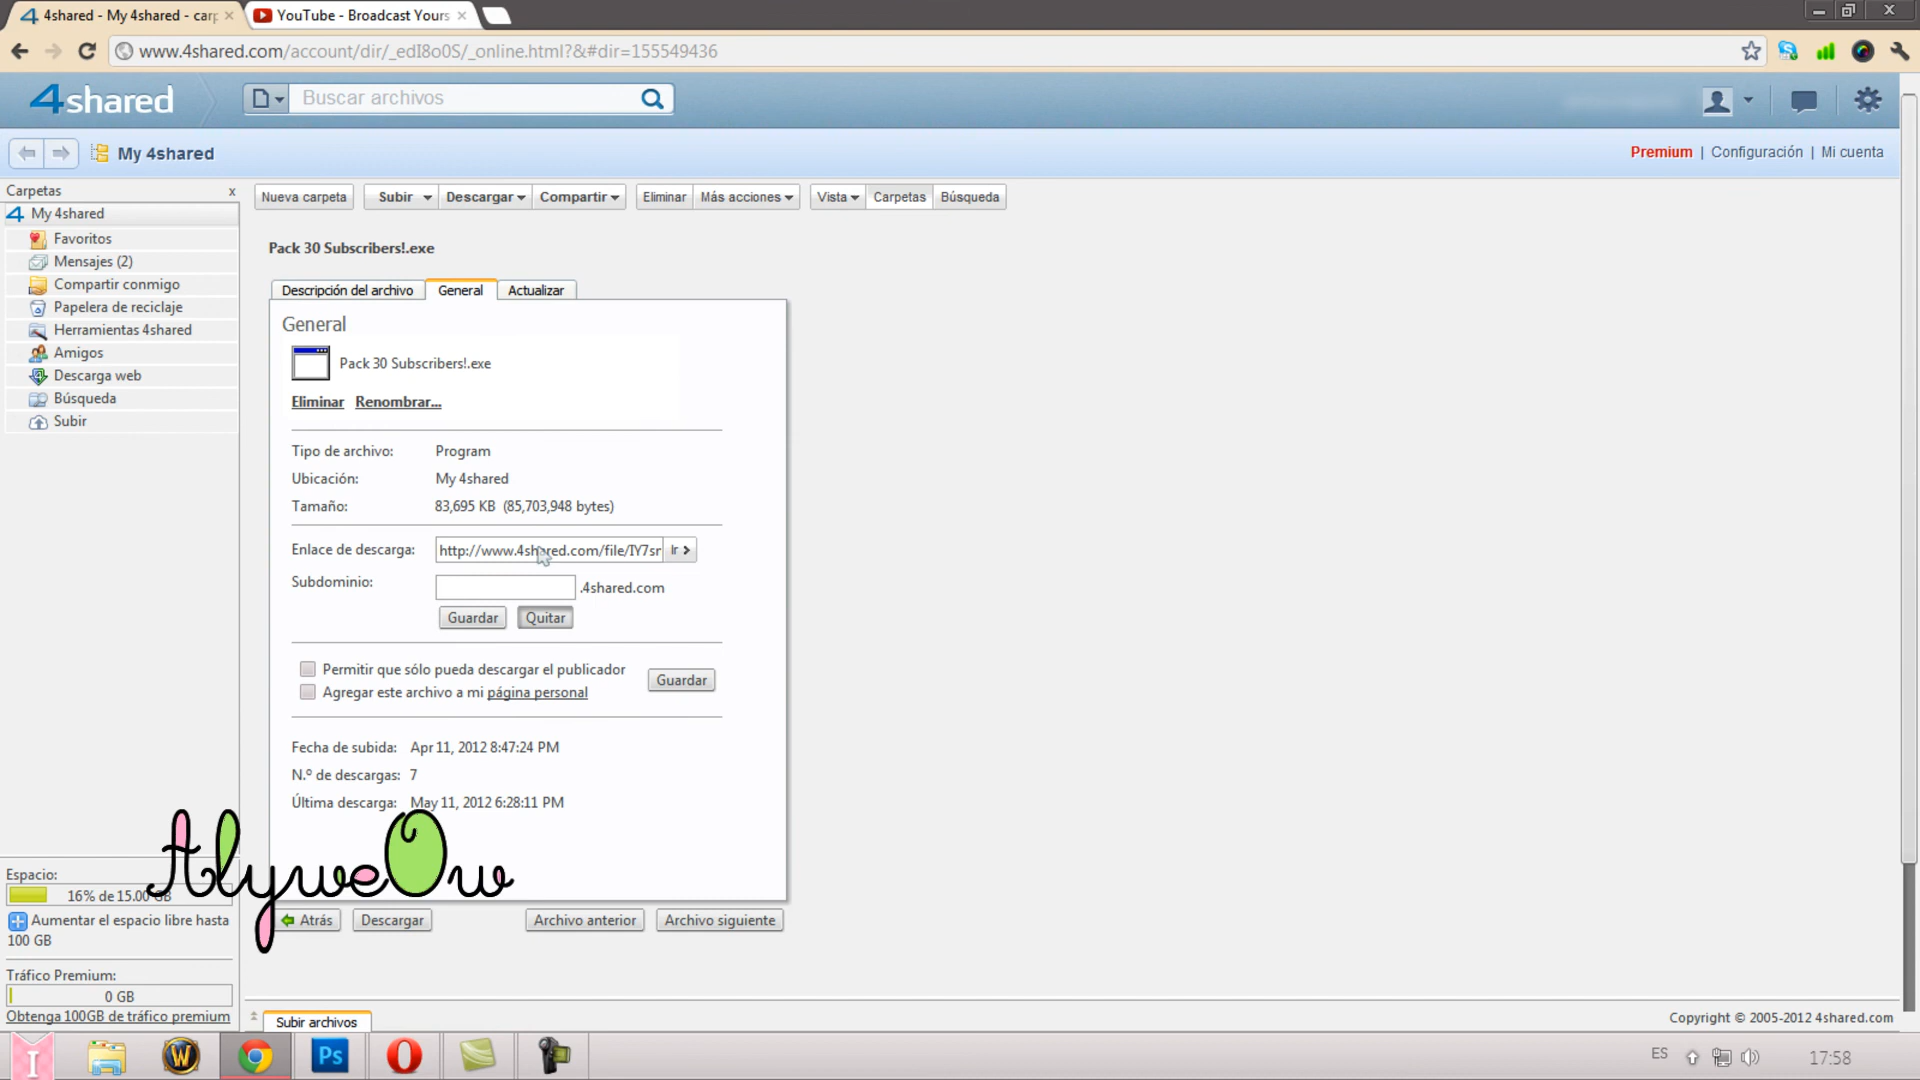 4shared - My 4shared - carp
YouTube - Broadcast Yours
www.4shared.com/account/dir/_edI8o0S/_online.html?&#dir=155549436
4shared
Buscar archivos
My 4shared
Premium | Configuración | Mi cuenta
Carpetas x
Nueva carpeta Subir Descargar Compartir Eliminar Más acciones Vista Carpetas Búsqueda
My 4shared
Favoritos
Mensajes (2)
Compartir conmigo
Papelera de reciclaje
Herramientas 4shared
Amigos
Descarga web
Búsqueda
Subir
Pack 30 Subscribers!.exe
Descripción del archivo General Actualizar
General
Pack 30 Subscribers!.exe
Eliminar Renombrar...
Tipo de archivo: Program
Ubicación: My 4shared
Tamaño: 83,695 KB (85,703,948 bytes)
Enlace de descarga: http://www.4shared.com/file/IY7sr Ir
Subdominio: .4shared.com
Guardar Quitar
Permitir que sólo pueda descargar el publicador
Agregar este archivo a mi página personal
Guardar
Fecha de subida: Apr 11, 2012 8:47:24 PM
N.º de descargas: 7
Última descarga: May 11, 2012 6:28:11 PM
AlyweOw
Espacio:
16% de 15.00 GB
Aumentar el espacio libre hasta
100 GB
Tráfico Premium:
0 GB
Obtenga 100GB de tráfico premium
Atrás Descargar Archivo anterior Archivo siguiente
Subir archivos
Copyright © 2005-2012 4shared.com
I
W
Ps
ES
17:58